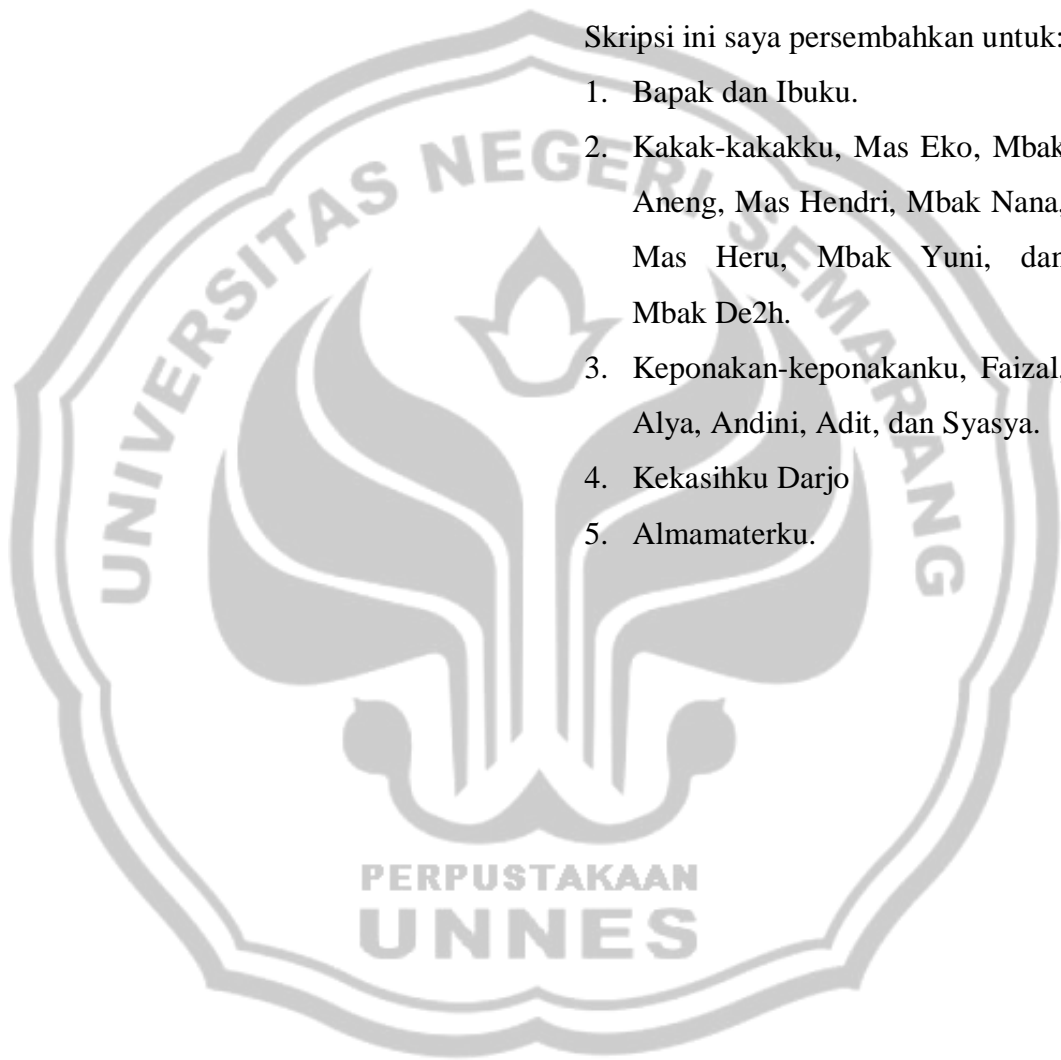 Skripsi ini saya persembahkan untuk:
1. Bapak dan Ibuku.
2. Kakak-kakakku, Mas Eko, Mbak
Aneng, Mas Hendri, Mbak Nana,
Mas Heru, Mbak Yuni, dan
Mbak De2h.
3. Keponakan-keponakanku, Faizal,
Alya, Andini, Adit, dan Syasya.
4. Kekasihku Darjo
5. Almamaterku.
UNIVERSITAS NEGERI SEMARANG
PERPUSTAKAAN
UNNES